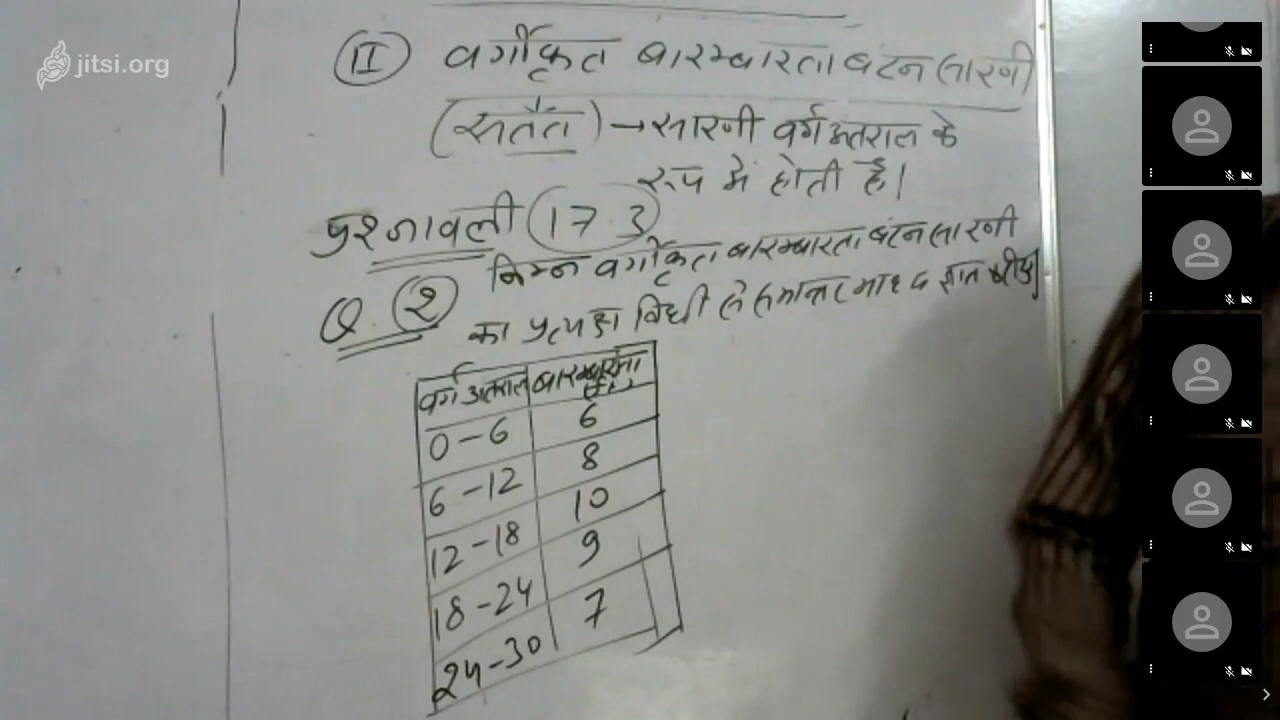 jitsi.org
II वर्गीकृत बारम्बारता बंटन सारणी
(सतत) → सारणी वर्ग अंतराल के
रूप में होती है।
प्रश्नावली 17.3
Q. (2) निम्न वर्गीकृत बारम्बारता बंटन सारणी
का प्रत्यक्ष विधी से समान्तर माध्य ज्ञात
वर्ग अंतराल बारम्बारता
0-6 6
6-12 8
12-18 10
18-24 9
24-30 7